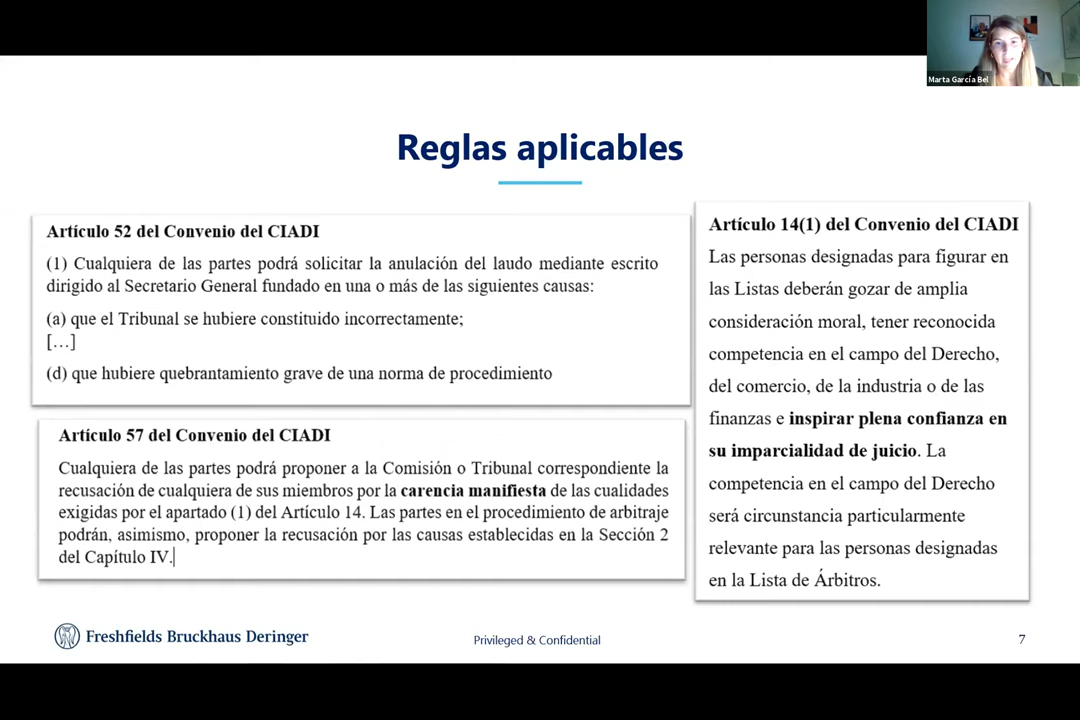 Marta García Bel
Reglas aplicables
Artículo 52 del Convenio del CIADI
(1) Cualquiera de las partes podrá solicitar la anulación del laudo mediante escrito
dirigido al Secretario General fundado en una o más de las siguientes causas:
(a) que el Tribunal se hubiere constituido incorrectamente;
[…]
(d) que hubiere quebrantamiento grave de una norma de procedimiento
Artículo 57 del Convenio del CIADI
Cualquiera de las partes podrá proponer a la Comisión o Tribunal correspondiente la
recusación de cualquiera de sus miembros por la carencia manifiesta de las cualidades
exigidas por el apartado (1) del Artículo 14. Las partes en el procedimiento de arbitraje
podrán, asimismo, proponer la recusación por las causas establecidas en la Sección 2
del Capítulo IV.
Artículo 14(1) del Convenio del CIADI
Las personas designadas para figurar en
las Listas deberán gozar de amplia
consideración moral, tener reconocida
competencia en el campo del Derecho,
del comercio, de la industria o de las
finanzas e inspirar plena confianza en
su imparcialidad de juicio. La
competencia en el campo del Derecho
será circunstancia particularmente
relevante para las personas designadas
en la Lista de Árbitros.
Freshfields Bruckhaus Deringer
Privileged & Confidential
7